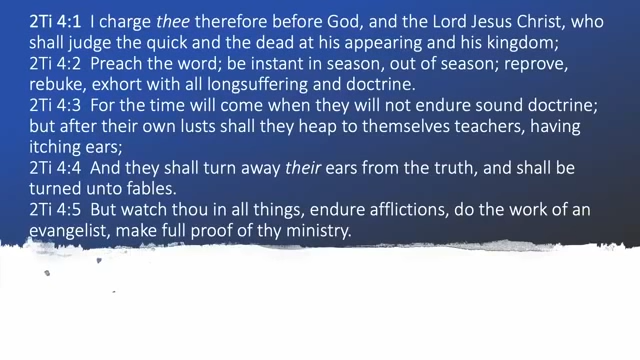 2Ti 4:1  I charge thee therefore before God, and the Lord Jesus Christ, who
shall judge the quick and the dead at his appearing and his kingdom;
2Ti 4:2  Preach the word; be instant in season, out of season; reprove,
rebuke, exhort with all longsuffering and doctrine.
2Ti 4:3  For the time will come when they will not endure sound doctrine;
but after their own lusts shall they heap to themselves teachers, having
itching ears;
2Ti 4:4  And they shall turn away their ears from the truth, and shall be
turned unto fables.
2Ti 4:5  But watch thou in all things, endure afflictions, do the work of an
evangelist, make full proof of thy ministry.